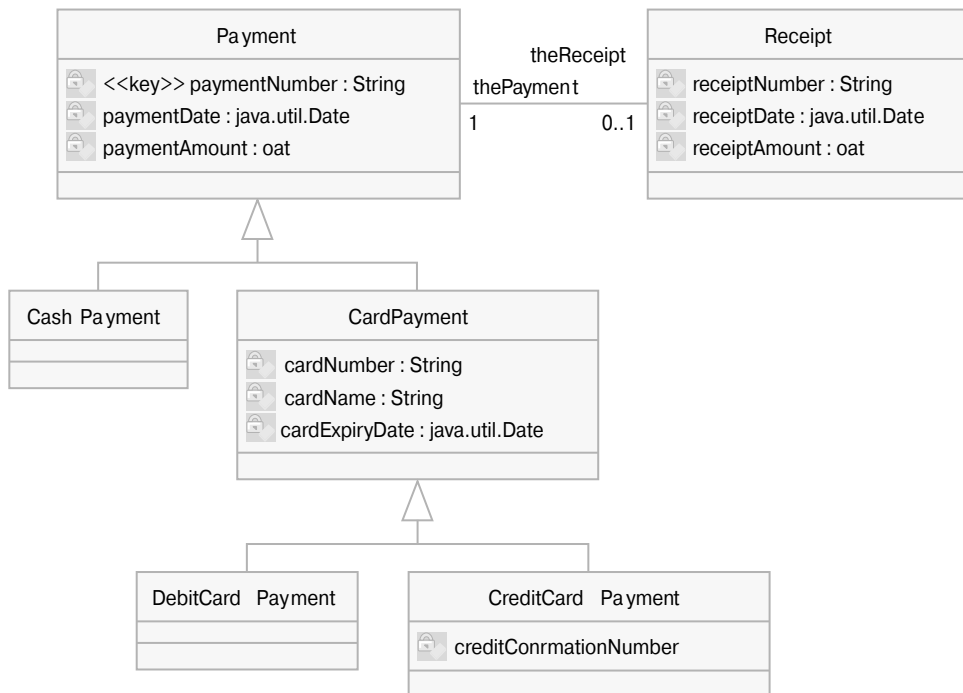 Payment
<<key>> paymentNumber : String
paymentDate : java.util.Date
paymentAmount : oat
theReceipt
thePayment
1
0..1
Receipt
receiptNumber : String
receiptDate : java.util.Date
receiptAmount : oat
Cash Payment
CardPayment
cardNumber : String
cardName : String
cardExpiryDate : java.util.Date
DebitCard Payment
CreditCard Payment
creditConrmationNumber